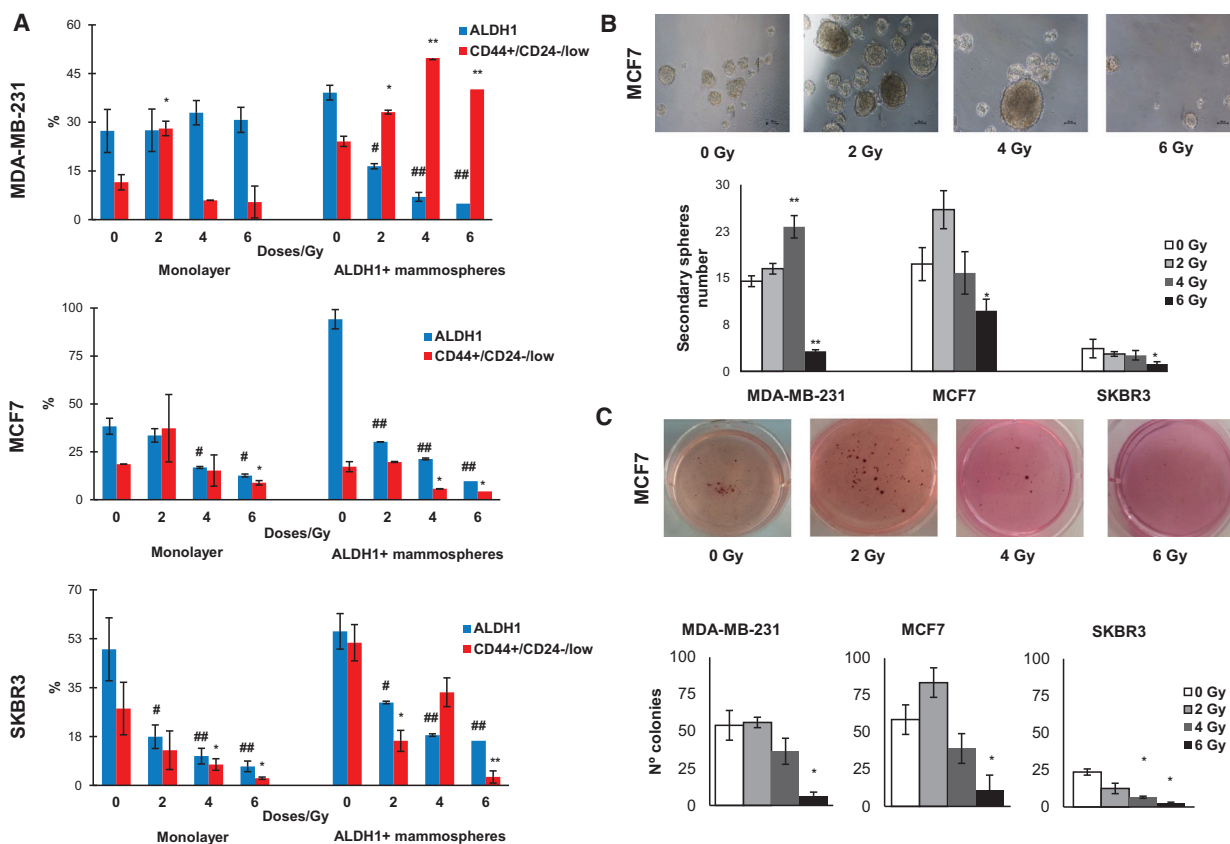 A
MDA-MB-231
60
45
30
15
0
%
ALDH1
CD44+/CD24-/low
*
#
*
##
**
##
**
0 2 4 6 0 2 4 6
Doses/Gy
Monolayer ALDH1+ mammospheres
MCF7
100
75
50
25
0
%
ALDH1
CD44+/CD24-/low
#
#
*
##
##
*
##
*
0 2 4 6 0 2 4 6
Doses/Gy
Monolayer ALDH1+ mammospheres
SKBR3
70
53
35
18
0
%
ALDH1
CD44+/CD24-/low
#
##
*
##
*
#
*
##
##
**
0 2 4 6 0 2 4 6
Doses/Gy
Monolayer ALDH1+ mammospheres
B
MCF7
0 Gy 2 Gy 4 Gy 6 Gy
Secondary spheres
number
30
23
15
8
0
**
**
*
*
0 Gy
2 Gy
4 Gy
6 Gy
MDA-MB-231 MCF7 SKBR3
C
MCF7
0 Gy 2 Gy 4 Gy 6 Gy
MDA-MB-231 MCF7 SKBR3
Nº colonies
100
75
50
25
0
*
100
75
50
25
0
*
100
75
50
25
0
*
*
0 Gy
2 Gy
4 Gy
6 Gy